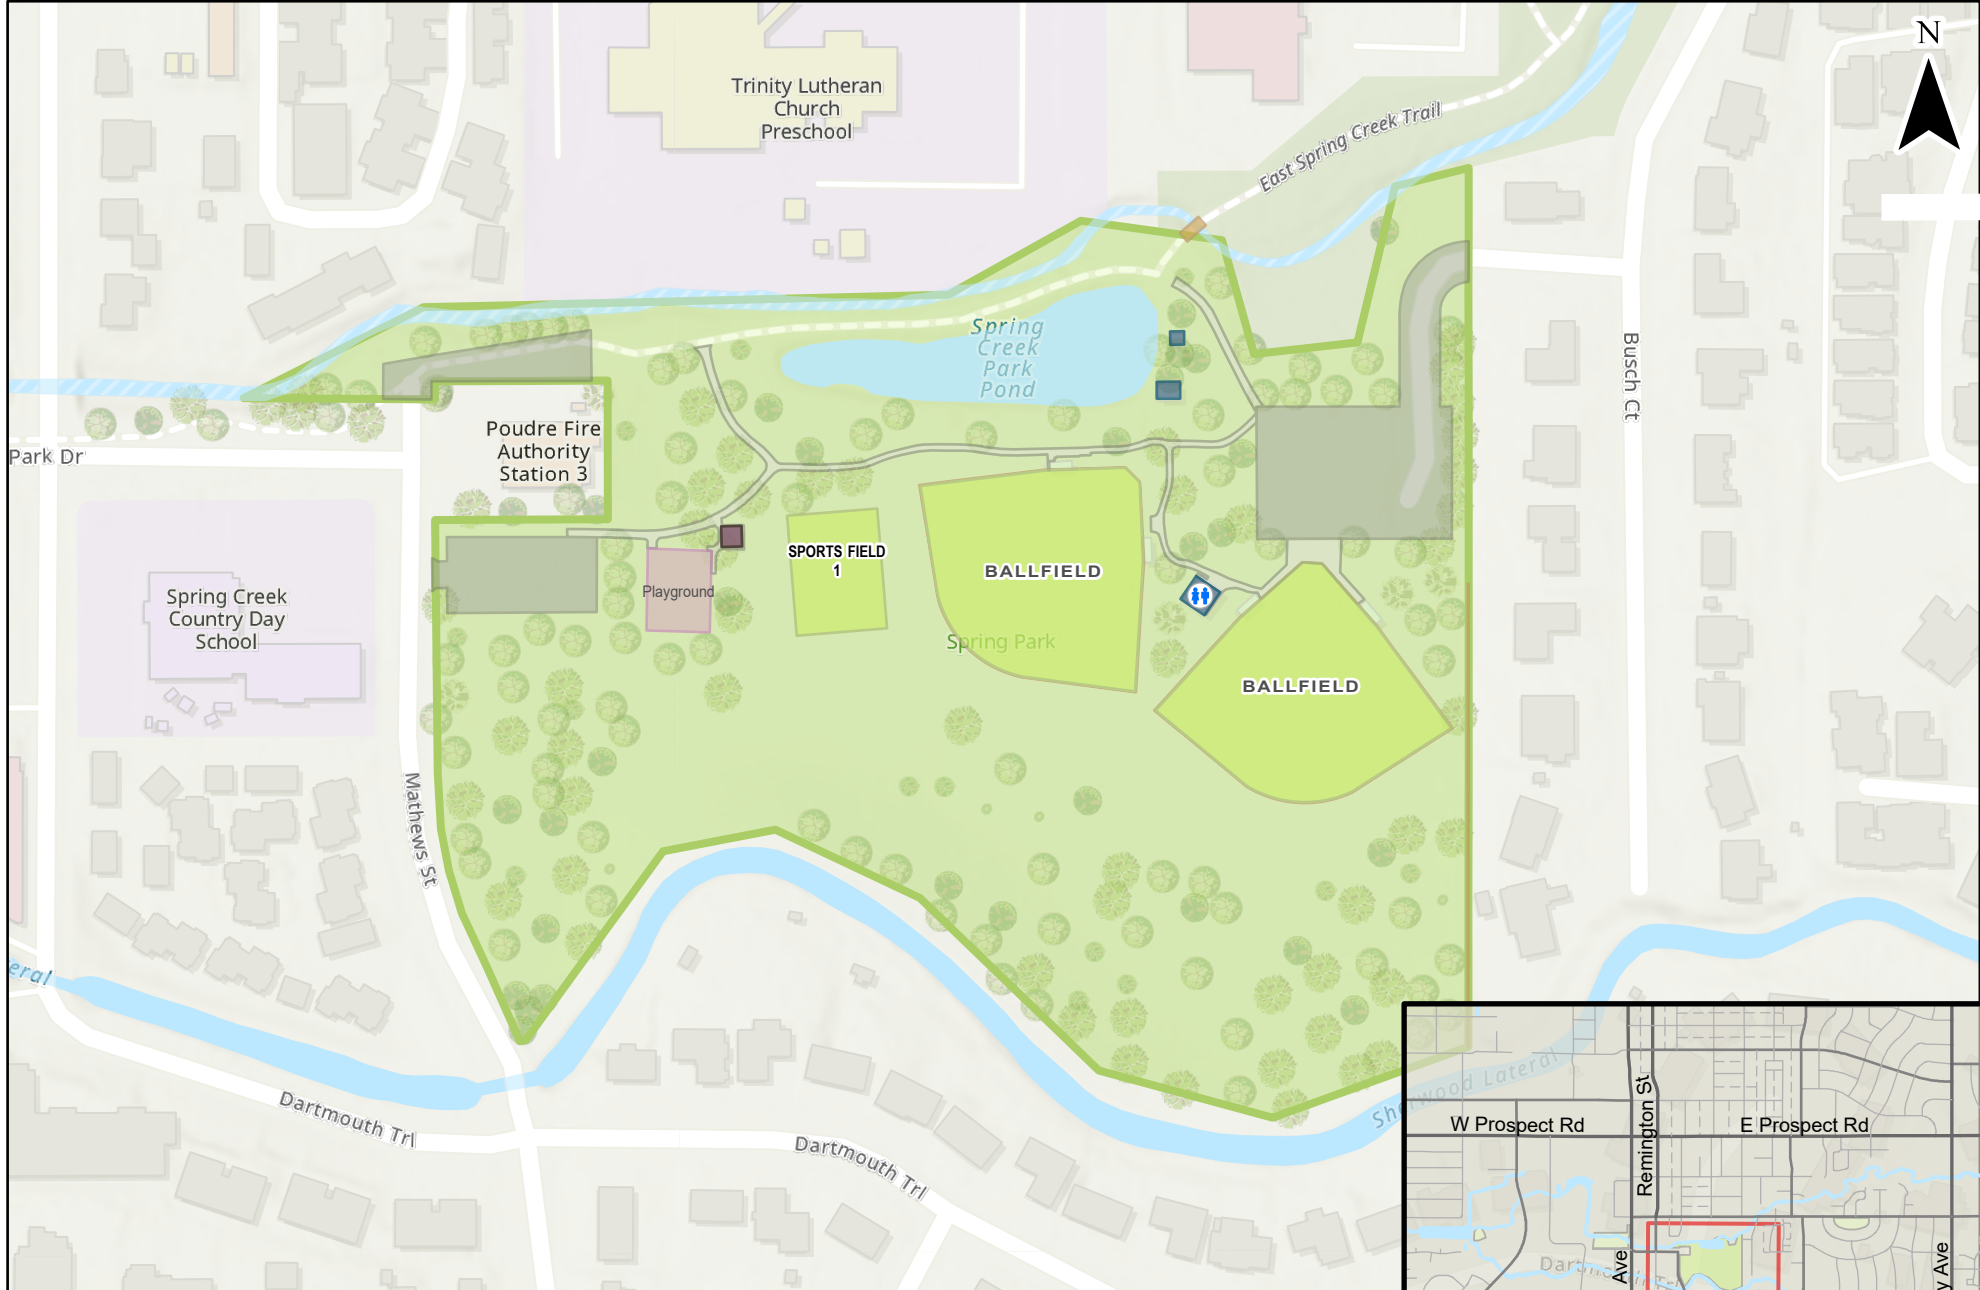 N
Trinity Lutheran
Church
Preschool
East Spring Creek Trail
Spring
Creek
Park
Pond
Busch Ct
Park Dr
Poudre Fire
Authority
Station 3
SPORTS FIELD
1
BALLFIELD
Playground
Spring Creek
Country Day
School
Spring Park
BALLFIELD
Mathews St
eral
Sherwood Lateral
Dartmouth Trl
Dartmouth Trl
W Prospect Rd
Remington St
E Prospect Rd
Dartmouth Trl
Ave
y Ave